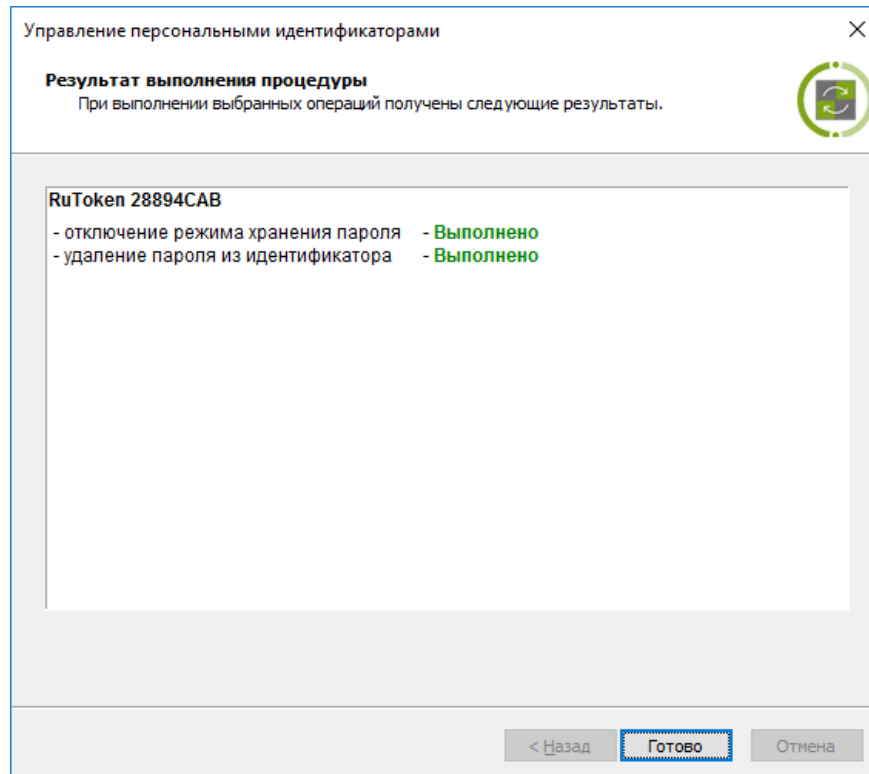 Управление персональными идентификаторами
Результат выполнения процедуры
При выполнении выбранных операций получены следующие результаты.
RuToken 28894CAB
- отключение режима хранения пароля - Выполнено
- удаление пароля из идентификатора - Выполнено
< Назад Готово Отмена